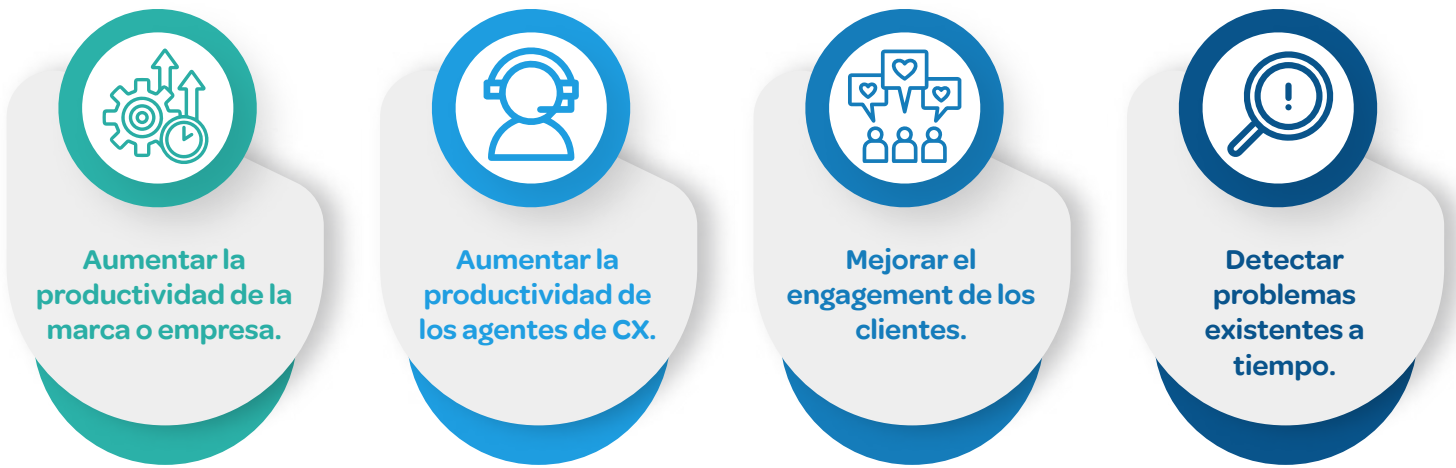 Aumentar la
productividad de la
marca o empresa.
Aumentar la
productividad de
los agentes de CX.
Mejorar el
engagement de los
clientes.
Detectar
problemas
existentes a
tiempo.